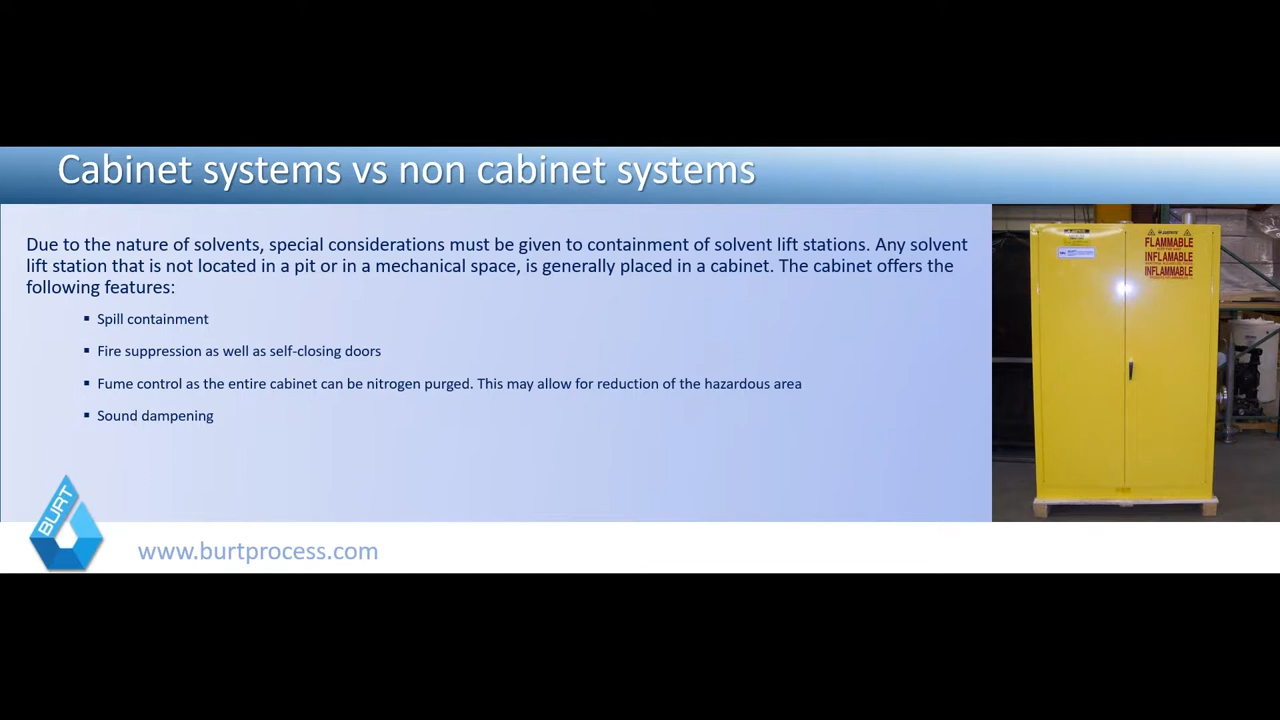 Cabinet systems vs non cabinet systems
Due to the nature of solvents, special considerations must be given to containment of solvent lift stations. Any solvent
lift station that is not located in a pit or in a mechanical space, is generally placed in a cabinet. The cabinet offers the
following features:
▪ Spill containment
▪ Fire suppression as well as self-closing doors
▪ Fume control as the entire cabinet can be nitrogen purged. This may allow for reduction of the hazardous area
▪ Sound dampening
FLAMMABLE
INFLAMABLE
INFLAMMABLE
BURT
www.burtprocess.com